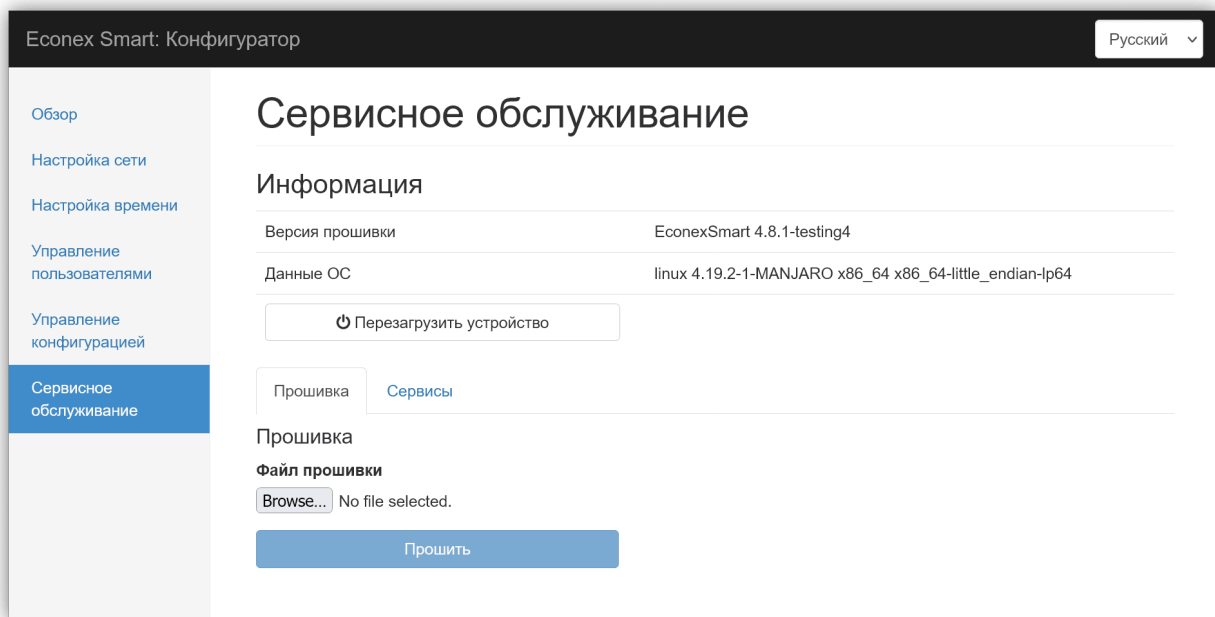 Econex Smart: Конфигуратор
Русский
Обзор
Настройка сети
Настройка времени
Управление
пользователями
Управление
конфигурацией
Сервисное
обслуживание
Сервисное обслуживание
Информация
Версия прошивки EconexSmart 4.8.1-testing4
Данные ОС linux 4.19.2-1-MANJARO x86_64 x86_64-little_endian-lp64
Перезагрузить устройство
Прошивка Сервисы
Прошивка
Файл прошивки
Browse... No file selected.
Прошить